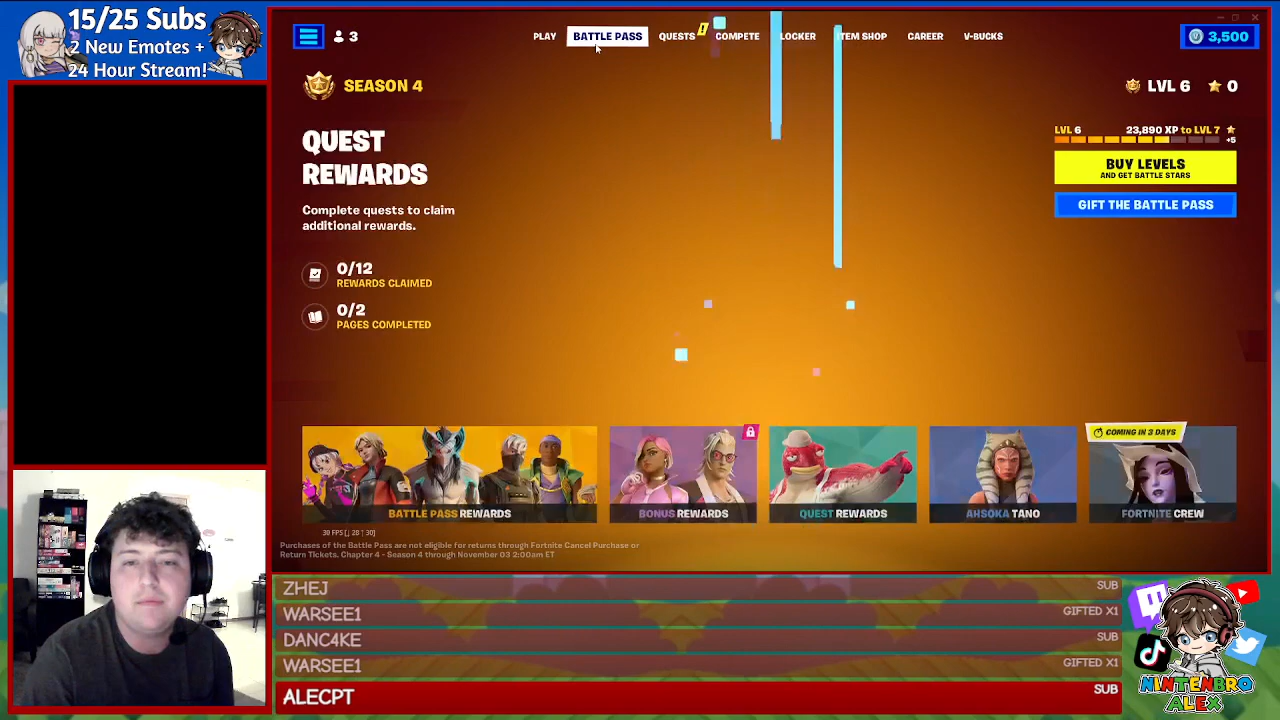 15/25 Subs
2 New Emotes +
24 Hour Stream!
3
PLAY
BATTLE PASS
QUESTS
COMPETE
LOCKER
ITEM SHOP
CAREER
V-BUCKS
3,500
SEASON 4
LVL 6
0
QUEST
REWARDS
LVL 6
23,890 XP to LVL 7
+5
BUY LEVELS
AND GET BATTLE STARS
GIFT THE BATTLE PASS
Complete quests to claim
additional rewards.
0/12
REWARDS CLAIMED
0/2
PAGES COMPLETED
COMING IN 3 DAYS
BATTLE PASS REWARDS
BONUS REWARDS
QUEST REWARDS
AHSOKA TANO
FORTNITE CREW
Purchases of the Battle Pass are not eligible for returns through Fortnite Cancel Purchase or
Return Tickets. Chapter 4 - Season 4 through November 03 2:00am ET
ZHEJ
SUB
WARSEE1
GIFTED X1
DANC4KE
SUB
WARSEE1
GIFTED X1
ALECPT
SUB
NINTENBRO
ALEX